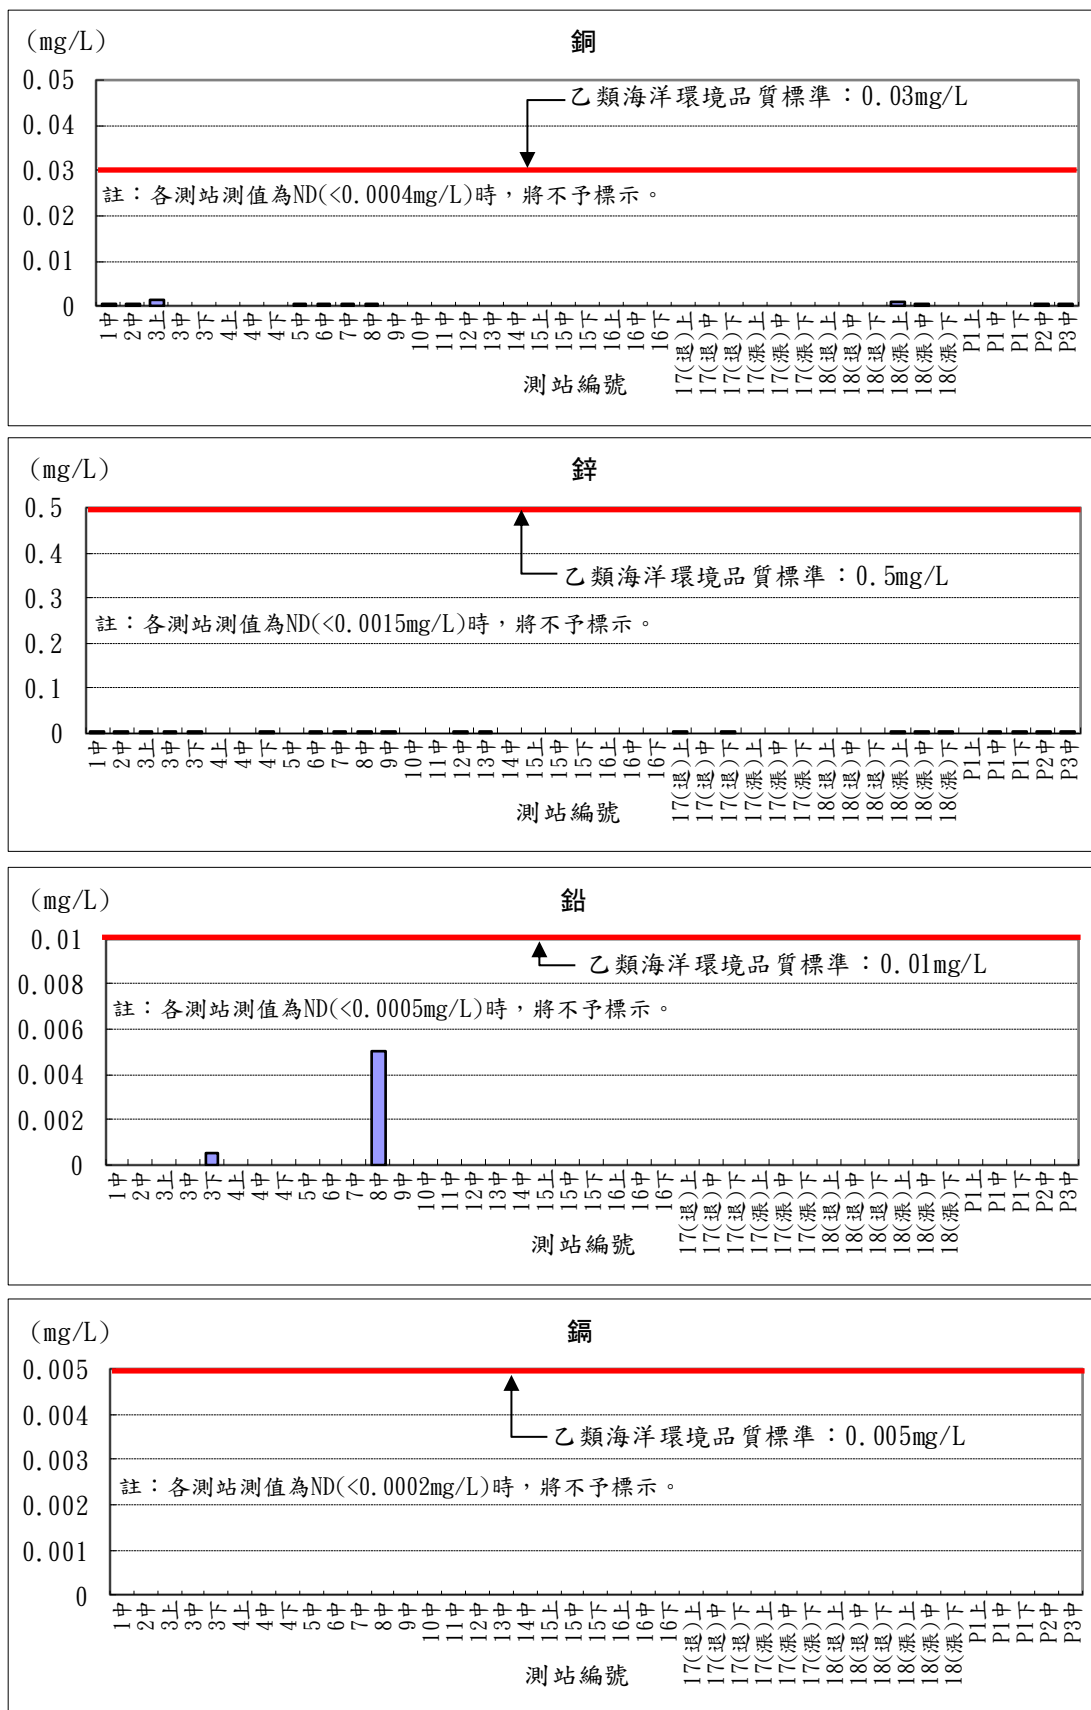 (mg/L)
銅
0.05
乙類海洋環境品質標準：0.03mg/L
0.04
0.03
註：各測站測值為ND(<0.0004mg/L)時，將不予標示。
0.02
0.01
0
1中 2中 3上 3中 3下 4上 4中 4下 5中 6中 7中 8中 9中 10中 11中 12中 13中 14中 15上 15中 15下 16上 16中 16下 17(退)上 17(退)中 17(退)下 17(漲)上 17(漲)中 17(漲)下 18(退)上 18(退)中 18(退)下 18(漲)上 18(漲)中 18(漲)下 P1上 P1中 P1下 P2中 P3中
測站編號
(mg/L)
鋅
0.5
0.4
乙類海洋環境品質標準：0.5mg/L
0.3
註：各測站測值為ND(<0.0015mg/L)時，將不予標示。
0.2
0.1
0
1中 2中 3上 3中 3下 4上 4中 4下 5中 6中 7中 8中 9中 10中 11中 12中 13中 14中 15上 15中 15下 16上 16中 16下 17(退)上 17(退)中 17(退)下 17(漲)上 17(漲)中 17(漲)下 18(退)上 18(退)中 18(退)下 18(漲)上 18(漲)中 18(漲)下 P1上 P1中 P1下 P2中 P3中
測站編號
(mg/L)
鉛
0.01
乙類海洋環境品質標準：0.01mg/L
0.008
註：各測站測值為ND(<0.0005mg/L)時，將不予標示。
0.006
0.004
0.002
0
1中 2中 3上 3中 3下 4上 4中 4下 5中 6中 7中 8中 9中 10中 11中 12中 13中 14中 15上 15中 15下 16上 16中 16下 17(退)上 17(退)中 17(退)下 17(漲)上 17(漲)中 17(漲)下 18(退)上 18(退)中 18(退)下 18(漲)上 18(漲)中 18(漲)下 P1上 P1中 P1下 P2中 P3中
測站編號
(mg/L)
鎘
0.005
0.004
乙類海洋環境品質標準：0.005mg/L
0.003
註：各測站測值為ND(<0.0002mg/L)時，將不予標示。
0.002
0.001
0
1中 2中 3上 3中 3下 4上 4中 4下 5中 6中 7中 8中 9中 10中 11中 12中 13中 14中 15上 15中 15下 16上 16中 16下 17(退)上 17(退)中 17(退)下 17(漲)上 17(漲)中 17(漲)下 18(退)上 18(退)中 18(退)下 18(漲)上 18(漲)中 18(漲)下 P1上 P1中 P1下 P2中 P3中
測站編號